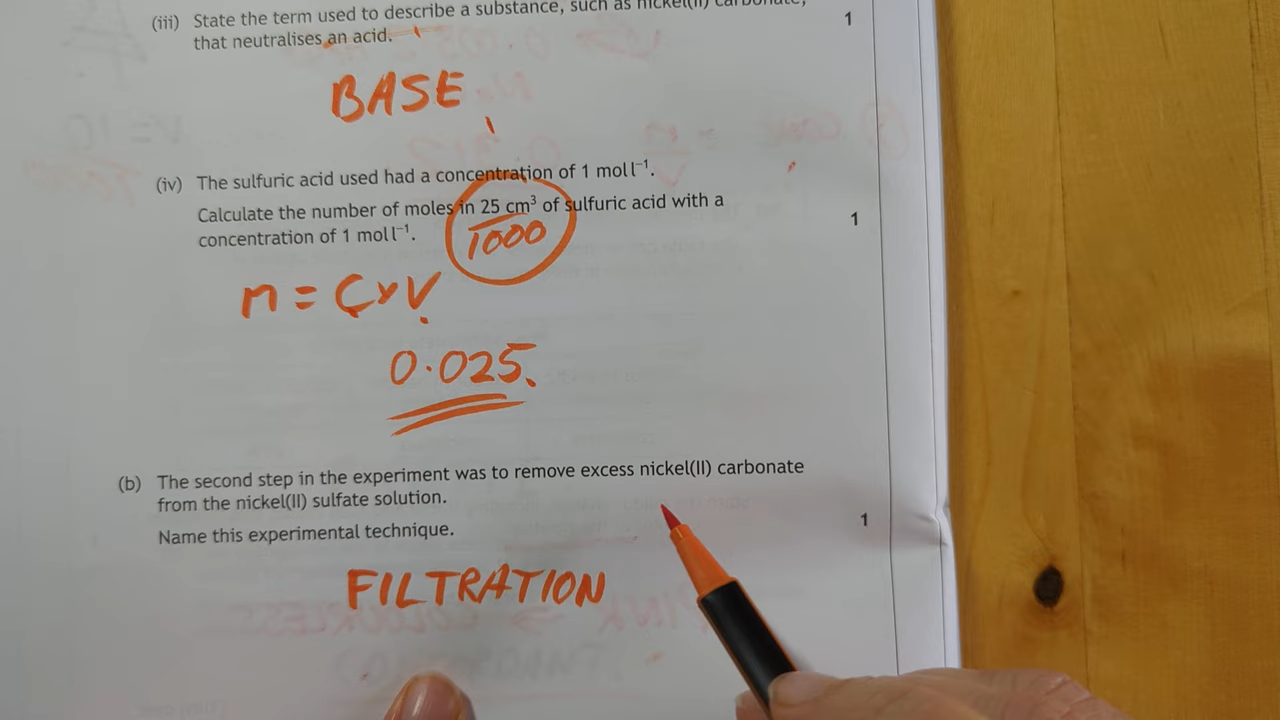 (iii) State the term used to describe a substance, such as nickel(II) carbonate,
that neutralises an acid.
1
BASE
(iv) The sulfuric acid used had a concentration of 1 mol l⁻¹.
Calculate the number of moles in 25 cm³ of sulfuric acid with a
concentration of 1 mol l⁻¹.
1
1000
n = C×V
0.025.
(b) The second step in the experiment was to remove excess nickel(II) carbonate
from the nickel(II) sulfate solution.
Name this experimental technique.
1
FILTRATION